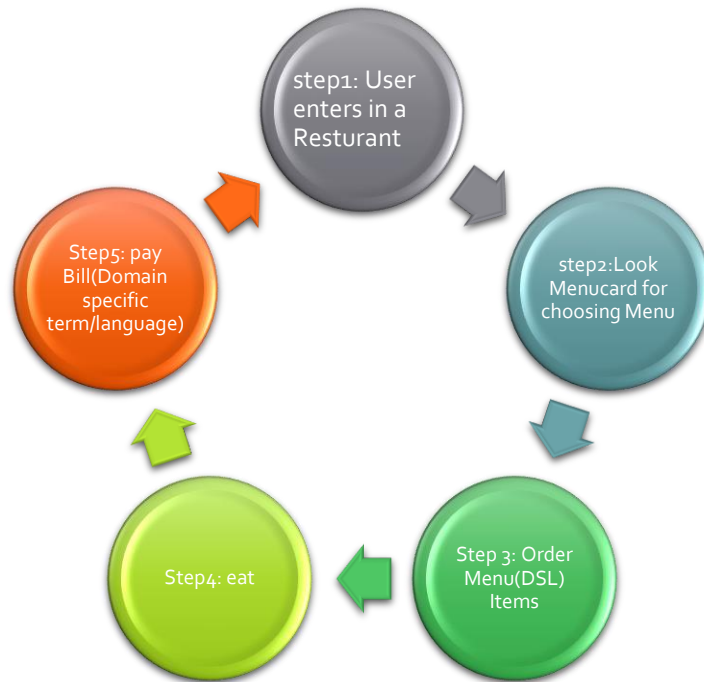 step1: User
enters in a
Resturant
step2:Look
Menucard for
choosing Menu
Step 3: Order
Menu(DSL)
Items
Step4: eat
Step5: pay
Bill(Domain
specific
term/language)